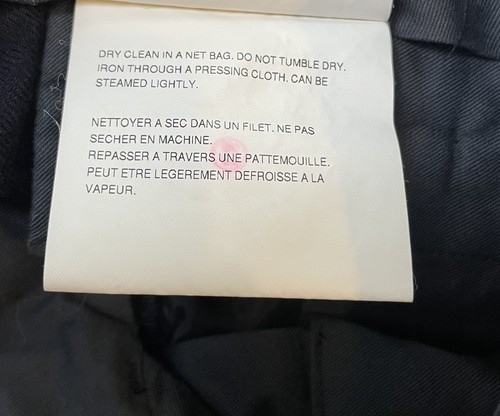 DRY CLEAN IN A NET BAG. DO NOT TUMBLE DRY.
IRON THROUGH A PRESSING CLOTH. CAN BE
STEAMED LIGHTLY.
NETTOYER A SEC DANS UN FILET. NE PAS
SECHER EN MACHINE.
REPASSER A TRAVERS UNE PATTEMOUILLE.
PEUT ETRE LEGEREMENT DEFROISSE A LA
VAPEUR.